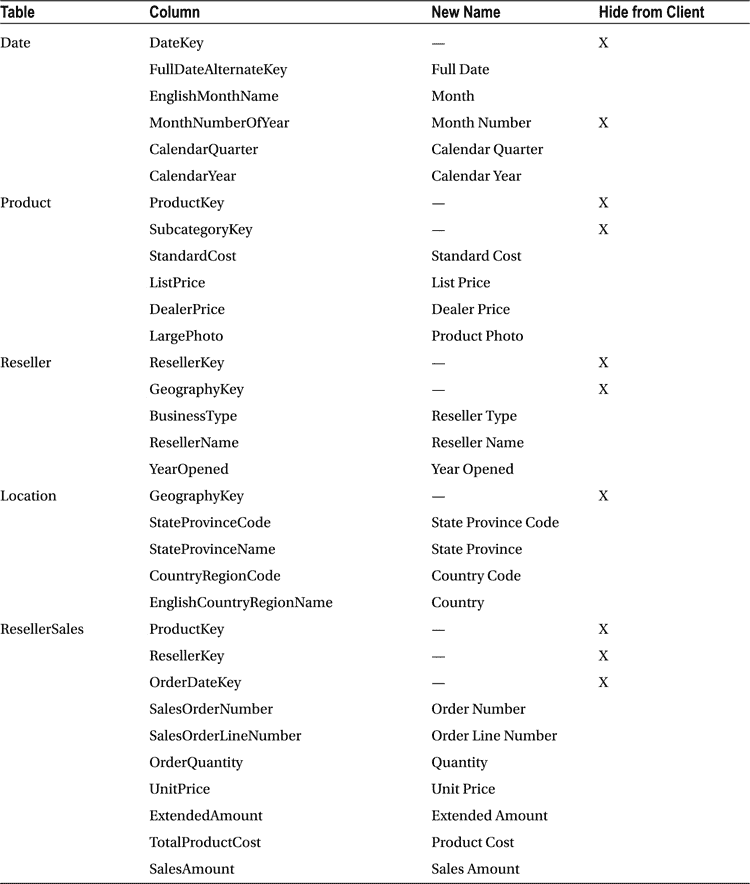 Table Column New Name Hide from Client
Date DateKey — X
FullDateAlternateKey Full Date
EnglishMonthName Month
MonthNumberOfYear Month Number X
CalendarQuarter Calendar Quarter
CalendarYear Calendar Year
Product ProductKey — X
SubcategoryKey — X
StandardCost Standard Cost
ListPrice List Price
DealerPrice Dealer Price
LargePhoto Product Photo
Reseller ResellerKey — X
GeographyKey — X
BusinessType Reseller Type
ResellerName Reseller Name
YearOpened Year Opened
Location GeographyKey — X
StateProvinceCode State Province Code
StateProvinceName State Province
CountryRegionCode Country Code
EnglishCountryRegionName Country
ResellerSales ProductKey — X
ResellerKey — X
OrderDateKey — X
SalesOrderNumber Order Number
SalesOrderLineNumber Order Line Number
OrderQuantity Quantity
UnitPrice Unit Price
ExtendedAmount Extended Amount
TotalProductCost Product Cost
SalesAmount Sales Amount